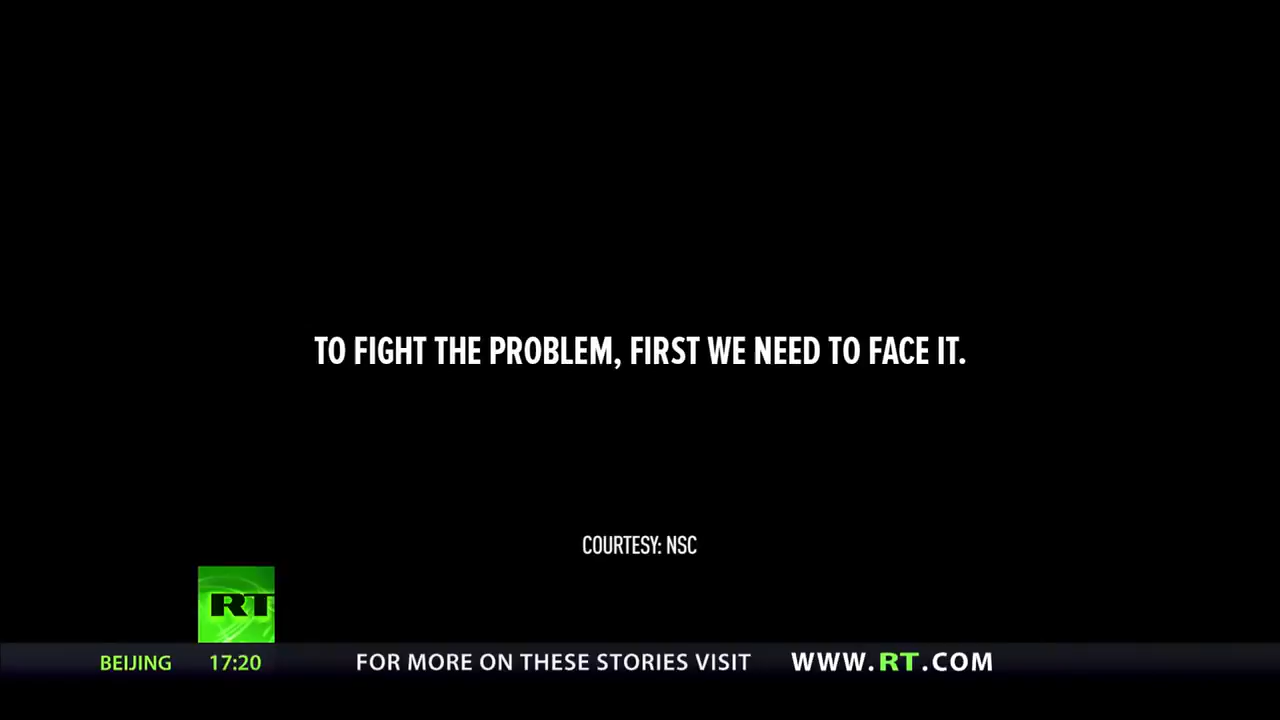 TO FIGHT THE PROBLEM, FIRST WE NEED TO FACE IT.
COURTESY: NSC
RT
BEIJING 17:20 FOR MORE ON THESE STORIES VISIT WWW.RT.COM